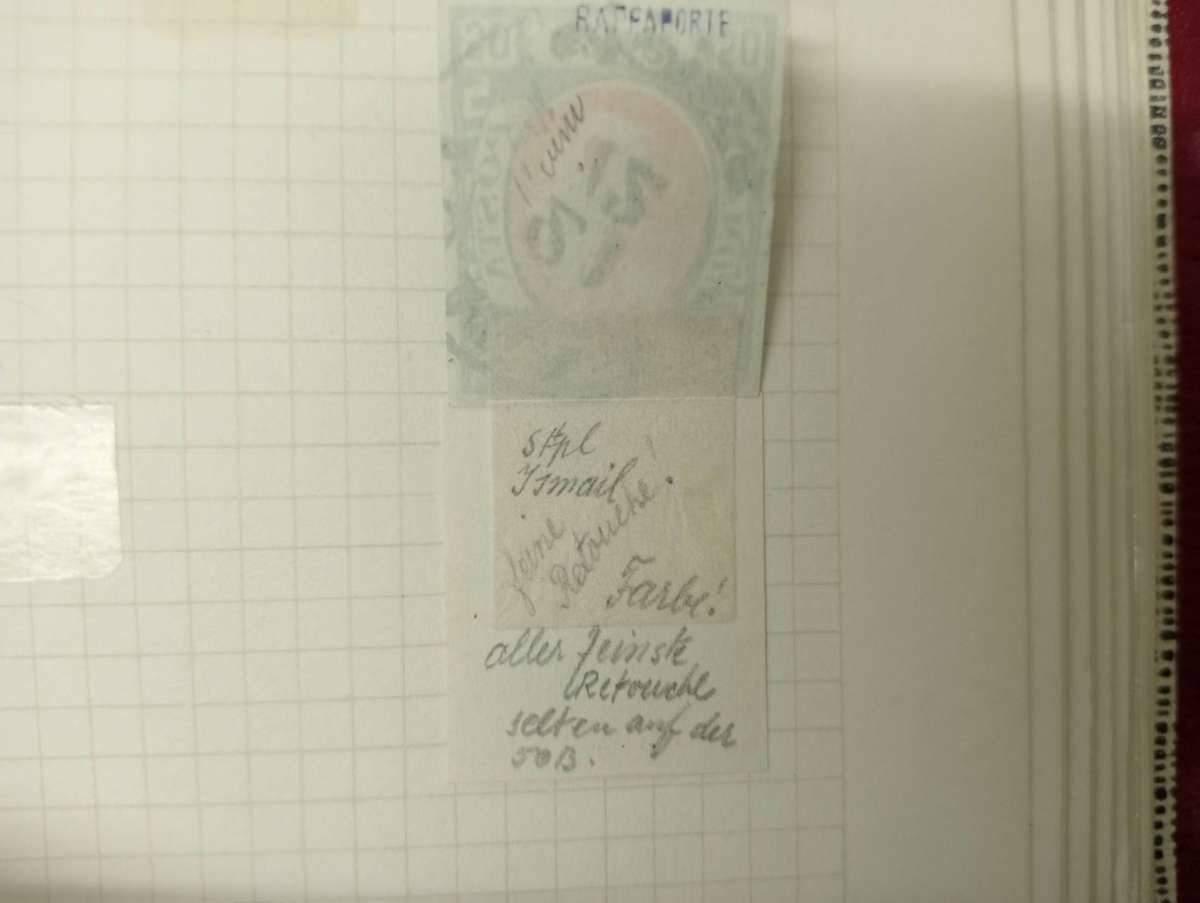 RAPPAPORTE
stpl
Ismail!
feine
Retouche!
Farbe!
aller feinste
Retouche
selten auf der
50B.